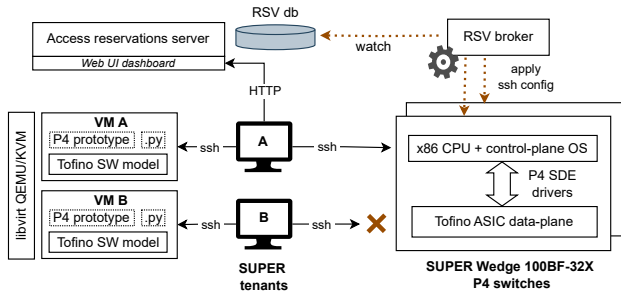 RSV db
Access reservations server
Web UI dashboard
watch
RSV broker
apply
ssh config
HTTP
libvirt QEMU/KVM
VM A
P4 prototype
.py
Tofino SW model
ssh
A
ssh
x86 CPU + control-plane OS
P4 SDE
drivers
Tofino ASIC data-plane
VM B
P4 prototype
.py
Tofino SW model
ssh
B
ssh
SUPER
tenants
SUPER Wedge 100BF-32X
P4 switches